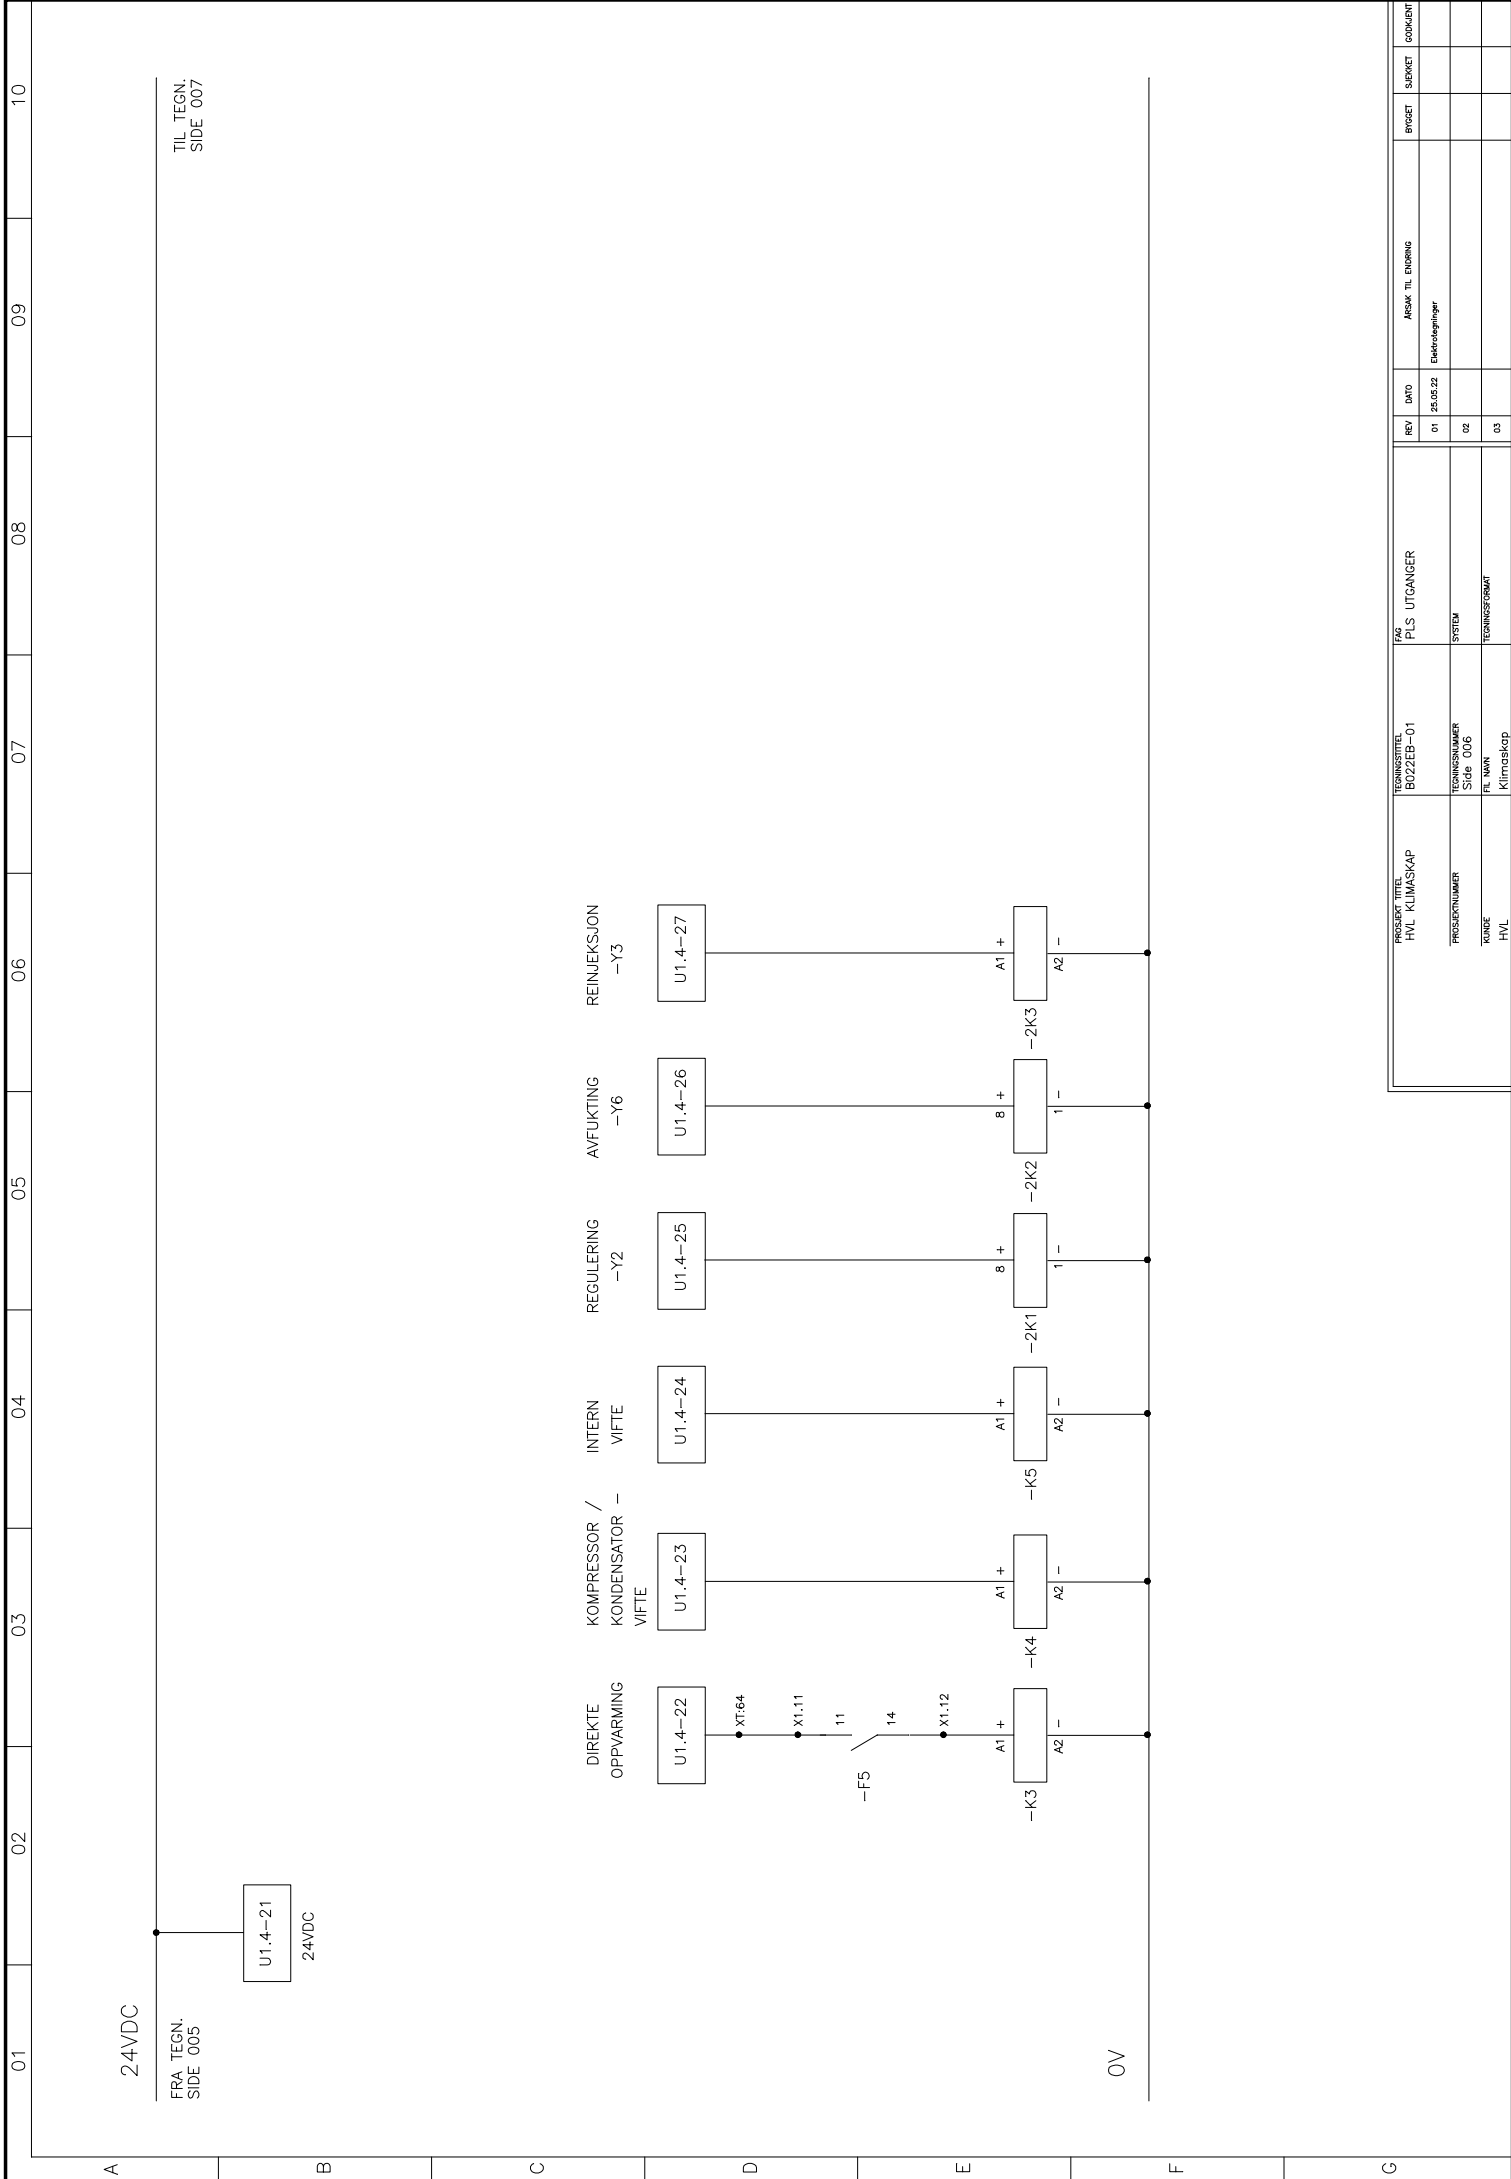 01
02
03
04
05
06
07
08
09
10
A
B
C
D
E
F
G
24VDC
FRA TEGN.
SIDE 005
TIL TEGN.
SIDE 007
U1.4-21
24VDC
DIREKTE
OPPVARMING
U1.4-22
XT:64
X1.11
11
-F5
14
X1.12
A1 +
-K3
A2 -
KOMPRESSOR /
KONDENSATOR -
VIFTE
U1.4-23
A1 +
-K4
A2 -
INTERN
VIFTE
U1.4-24
A1 +
-K5
A2 -
REGULERING
-Y2
U1.4-25
8 +
-2K1
1 -
AVFUKTING
-Y6
U1.4-26
8 +
-2K2
1 -
REINJEKSJON
-Y3
U1.4-27
A1 +
-2K3
A2 -
0V
PROSJEKT TITTEL
HVL KLIMASKAP
PROSJEKTNUMMER
KUNDE
HVL
TEGNINGSTITTEL
B022EB-01
TEGNINGSNUMMER
Side 006
FIL NAVN
Klimaskap
FAG
PLS UTGANGER
SYSTEM
TEGNINGSFORMAT
REV DATO ÅRSAK TIL ENDRING BYGGET SJEKKET GODKJENT
01 25.05.22 Elektrotegninger
02
03